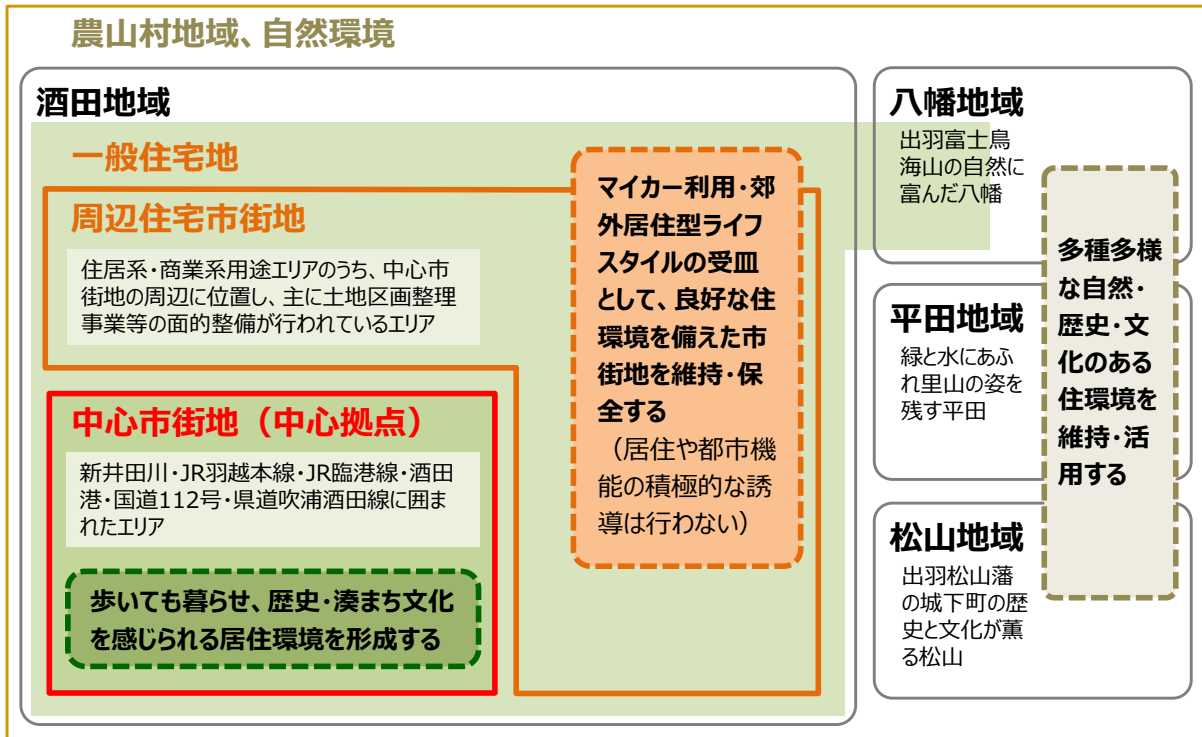 農山村地域、自然環境
酒田地域
一般住宅地
周辺住宅市街地
住居系・商業系用途エリアのうち、中心市
街地の周辺に位置し、主に土地区画整理
事業等の面的整備が行われているエリア
中心市街地（中心拠点）
新井田川・JR羽越本線・JR臨港線・酒田
港・国道112号・県道吹浦酒田線に囲ま
れたエリア
歩いても暮らせ、歴史・湊まち文化
を感じられる居住環境を形成する
マイカー利用・郊
外居住型ライフ
スタイルの受皿
として、良好な住
環境を備えた市
街地を維持・保
全する
（居住や都市機
能の積極的な誘
導は行わない）
八幡地域
出羽富士鳥
海山の自然に
富んだ八幡
平田地域
緑と水にあふ
れ里山の姿を
残す平田
松山地域
出羽松山藩
の城下町の歴
史と文化が薫
る松山
多種多様
な自然・
歴史・文
化のある
住環境を
維持・活
用する